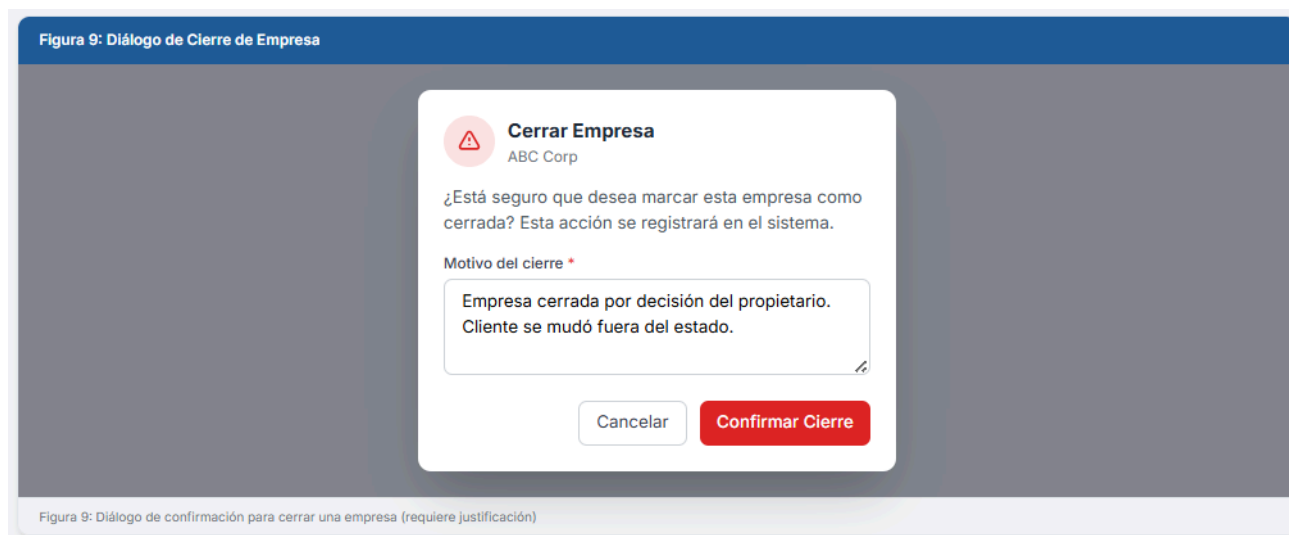 Figura 9: Diálogo de Cierre de Empresa
Cerrar Empresa
ABC Corp
¿Está seguro que desea marcar esta empresa como
cerrada? Esta acción se registrará en el sistema.
Motivo del cierre *
Empresa cerrada por decisión del propietario.
Cliente se mudó fuera del estado.
Cancelar
Confirmar Cierre
Figura 9: Diálogo de confirmación para cerrar una empresa (requiere justificación)